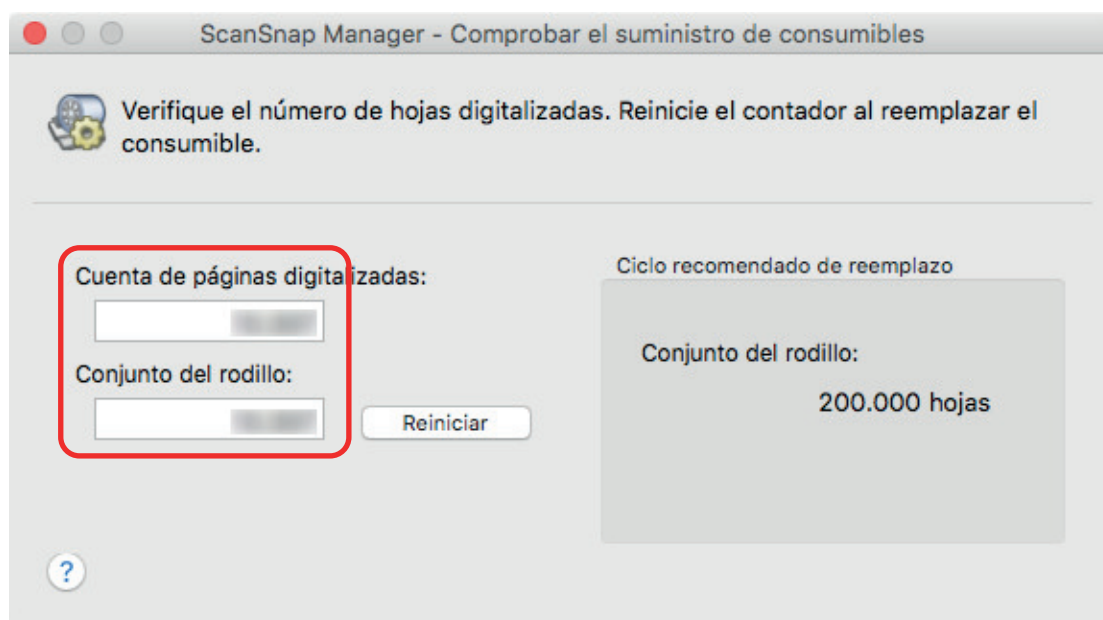 ScanSnap Manager - Comprobar el suministro de consumibles
Verifique el número de hojas digitalizadas. Reinicie el contador al reemplazar el
consumible.
Cuenta de páginas digitalizadas:
Conjunto del rodillo:
Reiniciar
Ciclo recomendado de reemplazo
Conjunto del rodillo:
200.000 hojas
?